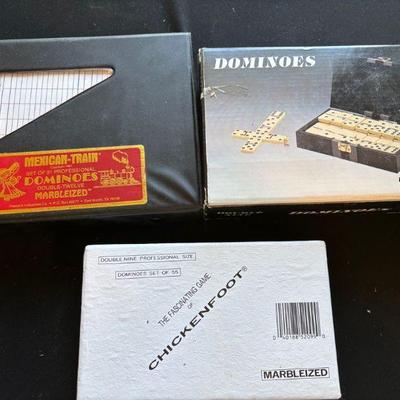 MEXICAN-TRAIN
SET OF 91 PROFESSIONAL
DOMINOES
DOUBLE-TWELVE
MARBLEIZED
DOMINOES
DOUBLE NINE PROFESSIONAL SIZE
DOMINOES SET OF 55
THE FASCINATING GAME
OF
CHICKENFOOT®
MARBLEIZED